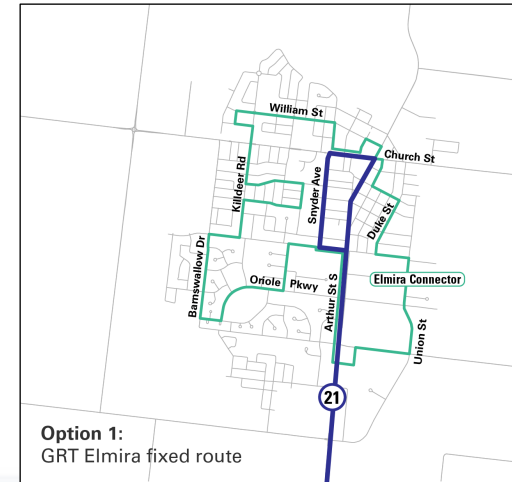 William St
Church St
Killdeer Rd
Snyder Ave
Duke St
Barnswallow Dr
Oriole Pkwy
Arthur St S
Elmira Connector
Union St
21
Option 1:
GRT Elmira fixed route